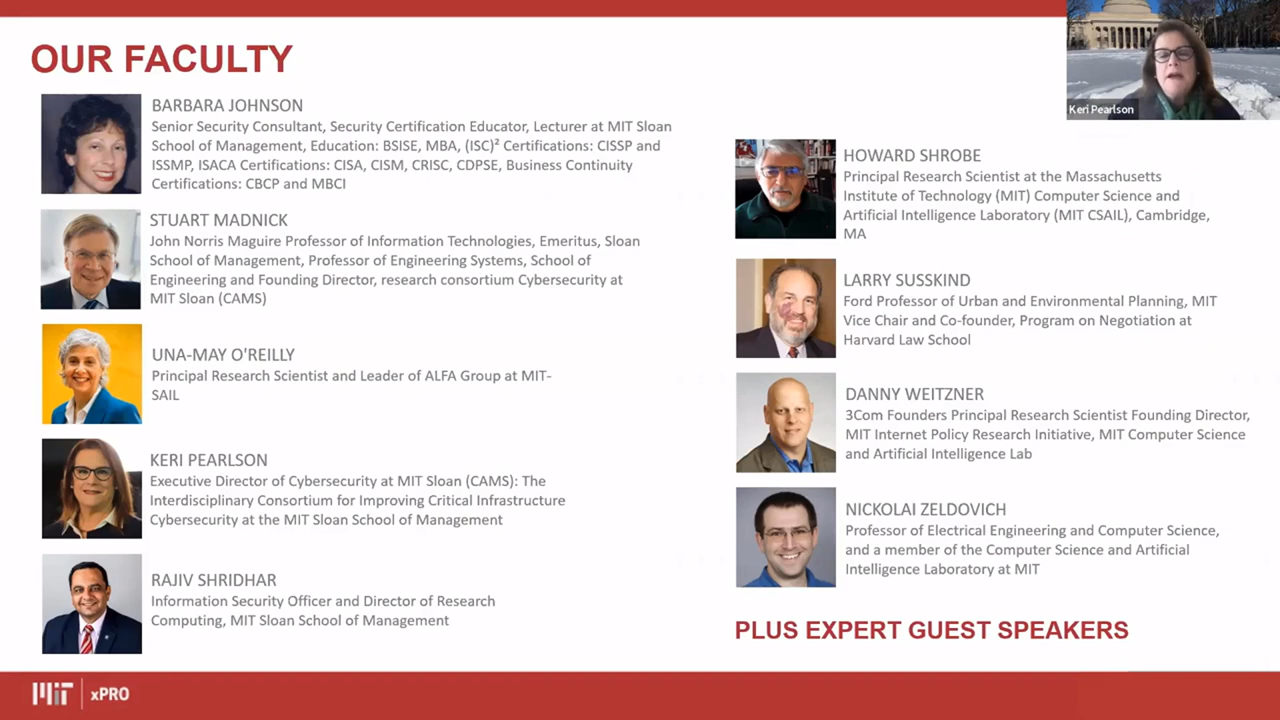 OUR FACULTY
BARBARA JOHNSON
Senior Security Consultant, Security Certification Educator, Lecturer at MIT Sloan
School of Management, Education: BSISE, MBA, (ISC)² Certifications: CISSP and
ISSMP, ISACA Certifications: CISA, CISM, CRISC, CDPSE, Business Continuity
Certifications: CBCP and MBCI
STUART MADNICK
John Norris Maguire Professor of Information Technologies, Emeritus, Sloan
School of Management, Professor of Engineering Systems, School of
Engineering and Founding Director, research consortium Cybersecurity at
MIT Sloan (CAMS)
UNA-MAY O'REILLY
Principal Research Scientist and Leader of ALFA Group at MIT-
SAIL
KERI PEARLSON
Executive Director of Cybersecurity at MIT Sloan (CAMS): The
Interdisciplinary Consortium for Improving Critical Infrastructure
Cybersecurity at the MIT Sloan School of Management
RAJIV SHRIDHAR
Information Security Officer and Director of Research
Computing, MIT Sloan School of Management
Keri Pearlson
HOWARD SHROBE
Principal Research Scientist at the Massachusetts
Institute of Technology (MIT) Computer Science and
Artificial Intelligence Laboratory (MIT CSAIL), Cambridge,
MA
LARRY SUSSKIND
Ford Professor of Urban and Environmental Planning, MIT
Vice Chair and Co-founder, Program on Negotiation at
Harvard Law School
DANNY WEITZNER
3Com Founders Principal Research Scientist Founding Director,
MIT Internet Policy Research Initiative, MIT Computer Science
and Artificial Intelligence Lab
NICKOLAI ZELDOVICH
Professor of Electrical Engineering and Computer Science,
and a member of the Computer Science and Artificial
Intelligence Laboratory at MIT
PLUS EXPERT GUEST SPEAKERS
MIT xPRO